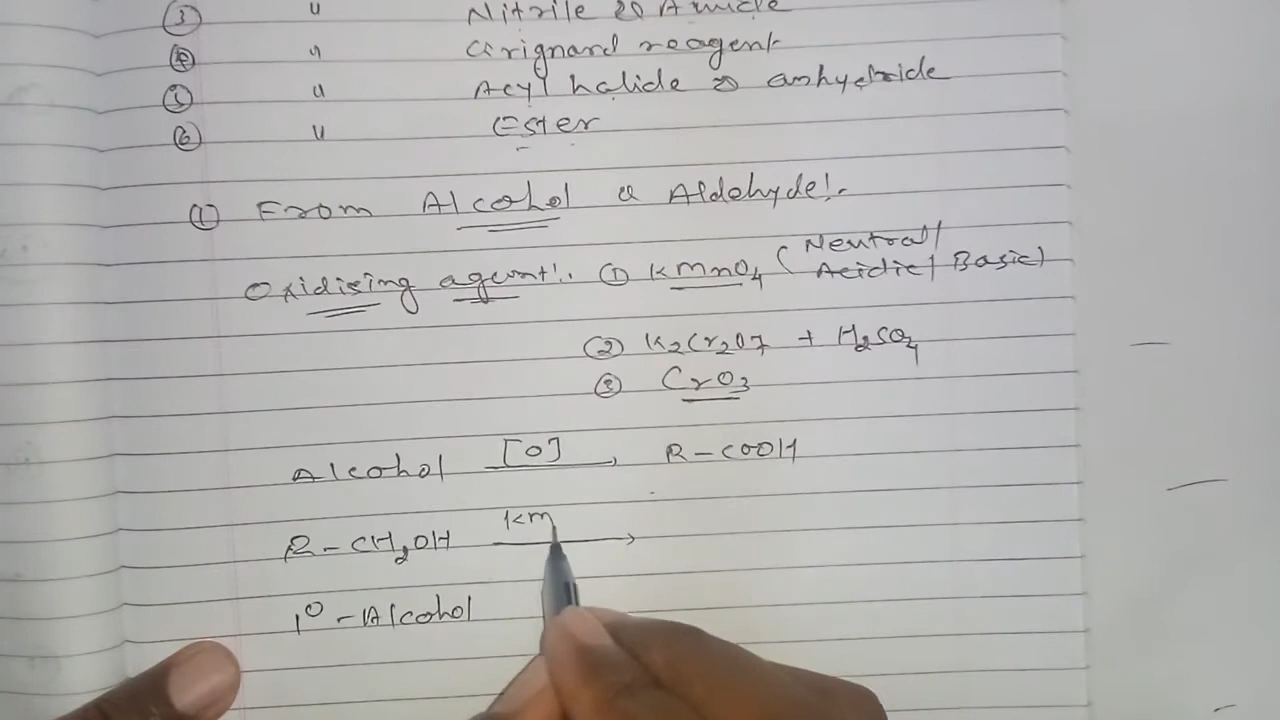 ③ " Nitrile & Amide
④ " Grignard reagent
⑤ " Acyl halide & anhydride
⑥ " Ester
① From Alcohol & Aldehyde:-
Oxidising agent:. ① KMnO₄ (Neutral/
Acidic/Basic)
② K₂Cr₂O₇ + H₂SO₄
③ CrO₃
Alcohol [O] → R-COOH
R-CH₂OH Km →
1⁰-Alcohol